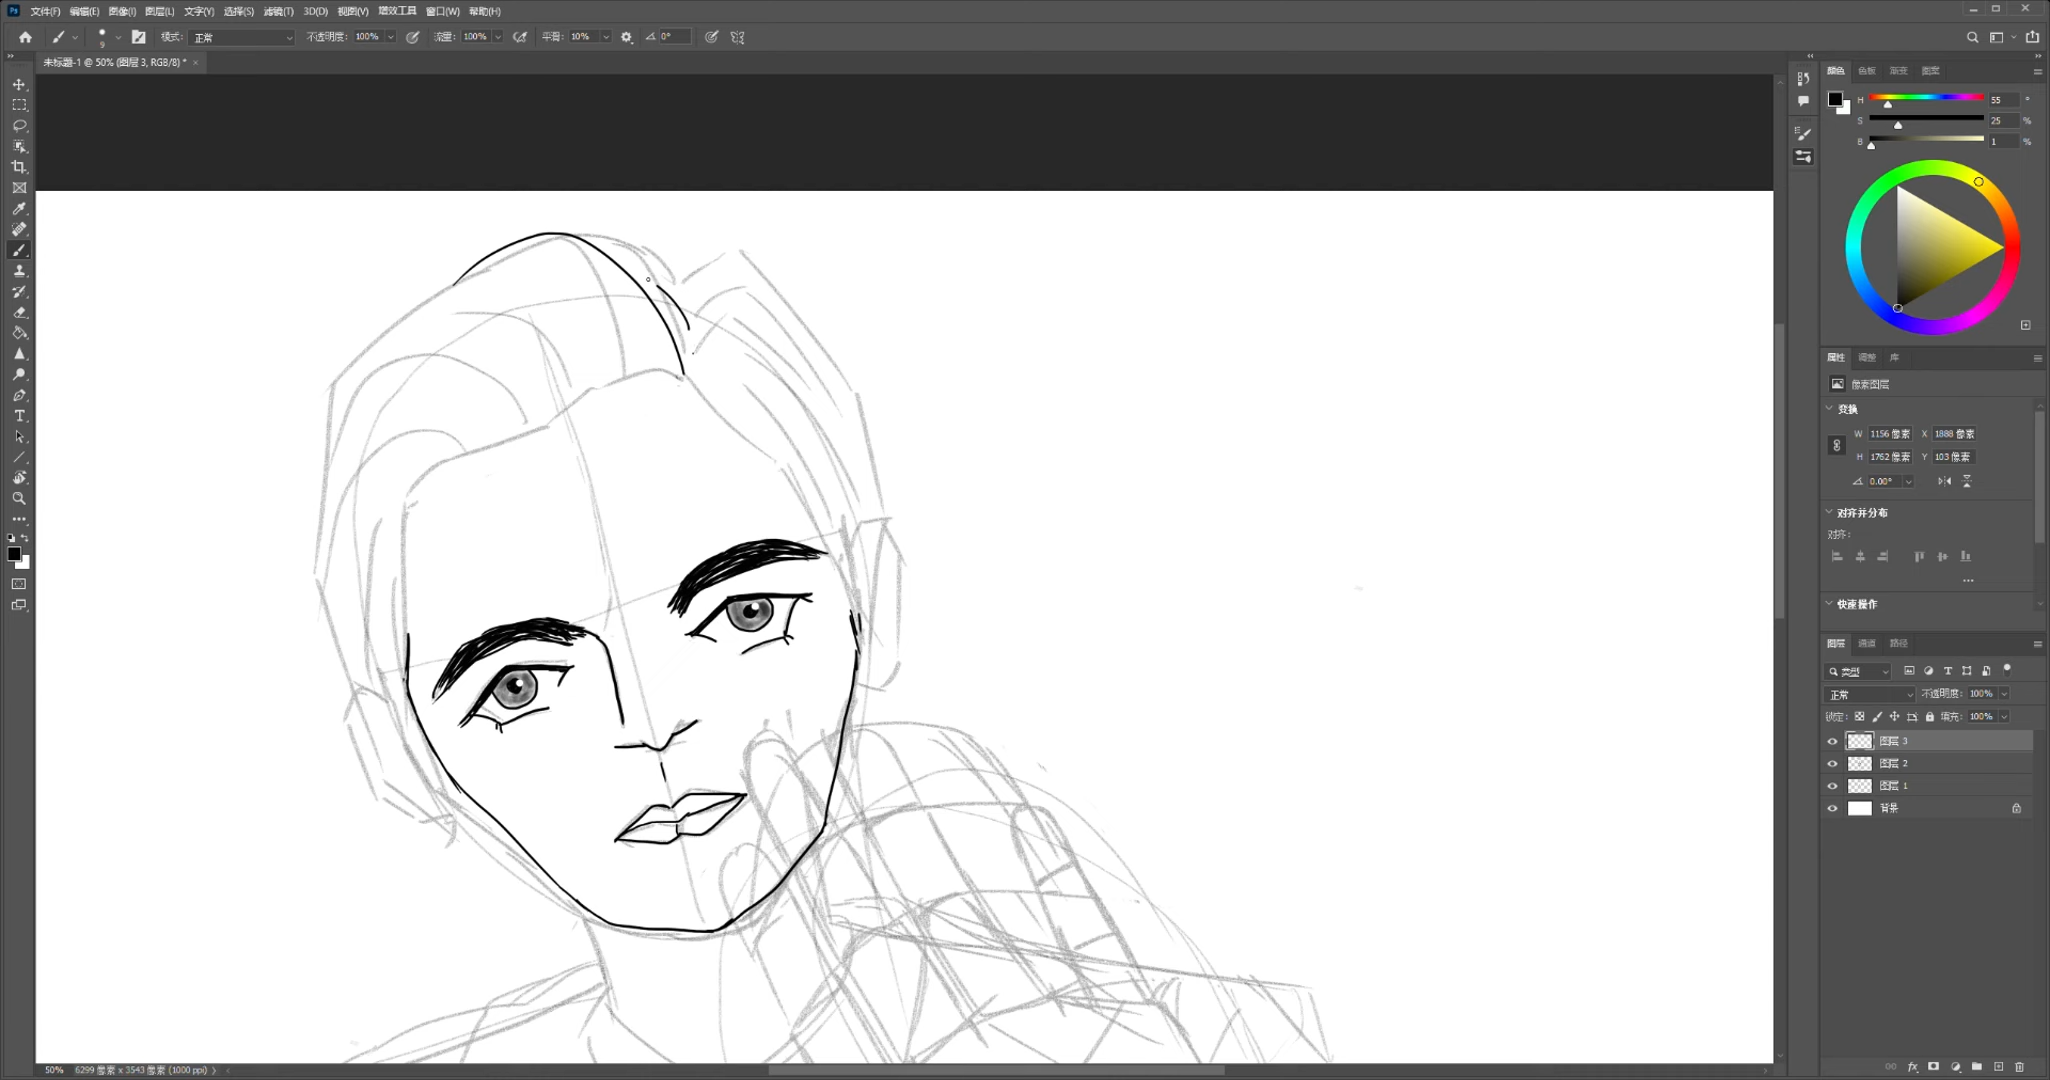 Ps 文件(F) 编辑(E) 图像(I) 图层(L) 文字(Y) 选择(S) 滤镜(T) 3D(D) 视图(V) 增效工具 窗口(W) 帮助(H)
9 模式: 正常 不透明度: 100% 流量: 100% 平滑: 10% 0°
未标题-1 @ 50% (图层 3, RGB/8) *
颜色 色板 渐变 图案
H 55 °
S 25 %
B 1 %
属性 调整 库
像素图层
变换
W 1156 像素 X 1888 像素
H 1762 像素 Y 103 像素
0.00°
对齐并分布
对齐:
快速操作
图层 通道 路径
类型
正常 不透明度: 100%
锁定: 填充: 100%
图层 3
图层 2
图层 1
背景
50% 6299 像素 x 3543 像素 (1000 ppi)